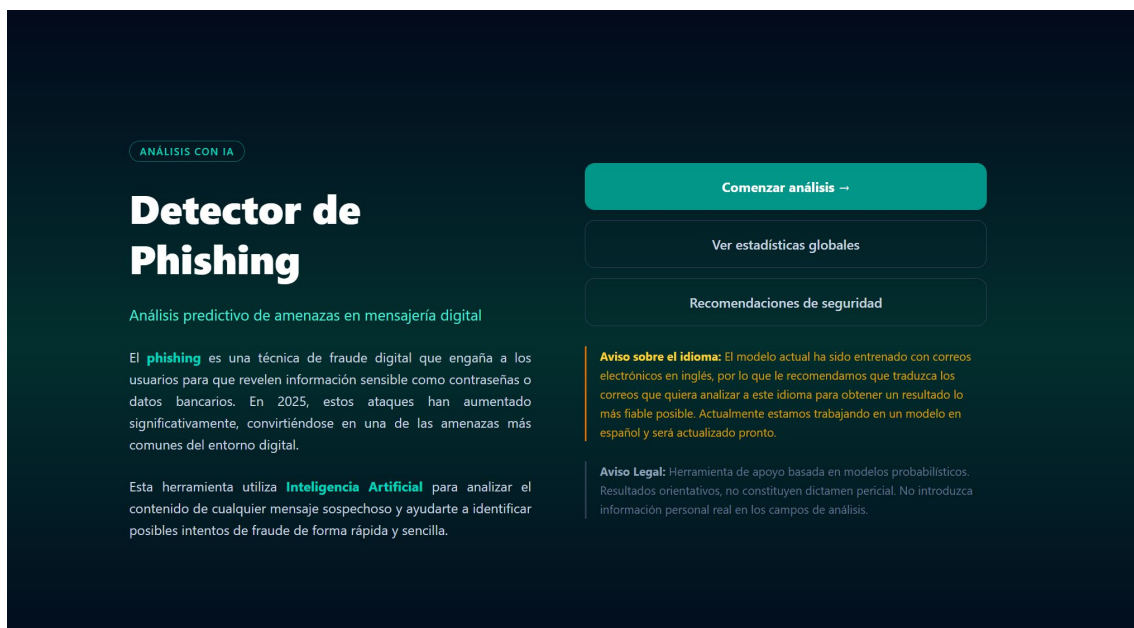 ANÁLISIS CON IA
Detector de
Phishing
Análisis predictivo de amenazas en mensajería digital
El phishing es una técnica de fraude digital que engaña a los
usuarios para que revelen información sensible como contraseñas o
datos bancarios. En 2025, estos ataques han aumentado
significativamente, convirtiéndose en una de las amenazas más
comunes del entorno digital.
Esta herramienta utiliza Inteligencia Artificial para analizar el
contenido de cualquier mensaje sospechoso y ayudarte a identificar
posibles intentos de fraude de forma rápida y sencilla.
Comenzar análisis →
Ver estadísticas globales
Recomendaciones de seguridad
Aviso sobre el idioma: El modelo actual ha sido entrenado con correos
electrónicos en inglés, por lo que le recomendamos que traduzca los
correos que quiera analizar a este idioma para obtener un resultado lo
más fiable posible. Actualmente estamos trabajando en un modelo en
español y será actualizado pronto.
Aviso Legal: Herramienta de apoyo basada en modelos probabilísticos.
Resultados orientativos, no constituyen dictamen pericial. No introduzca
información personal real en los campos de análisis.